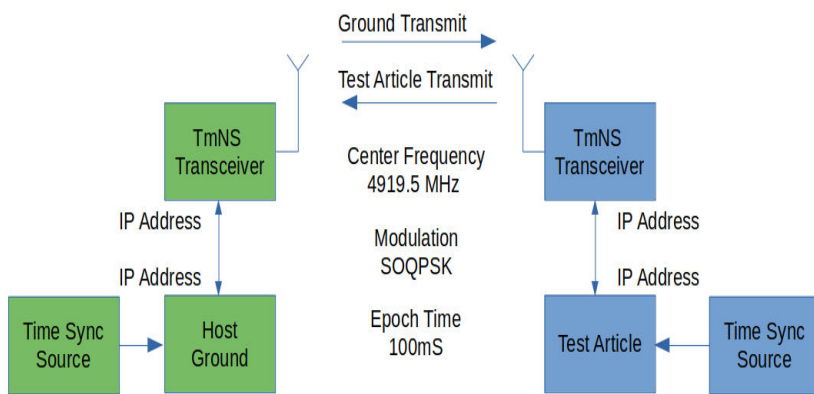 Ground Transmit
Test Article Transmit
TmNS
Transceiver
TmNS
Transceiver
Center Frequency
4919.5 MHz
IP Address
IP Address
Modulation
SOQPSK
IP Address
IP Address
Time Sync
Source
Host
Ground
Epoch Time
100mS
Test Article
Time Sync
Source